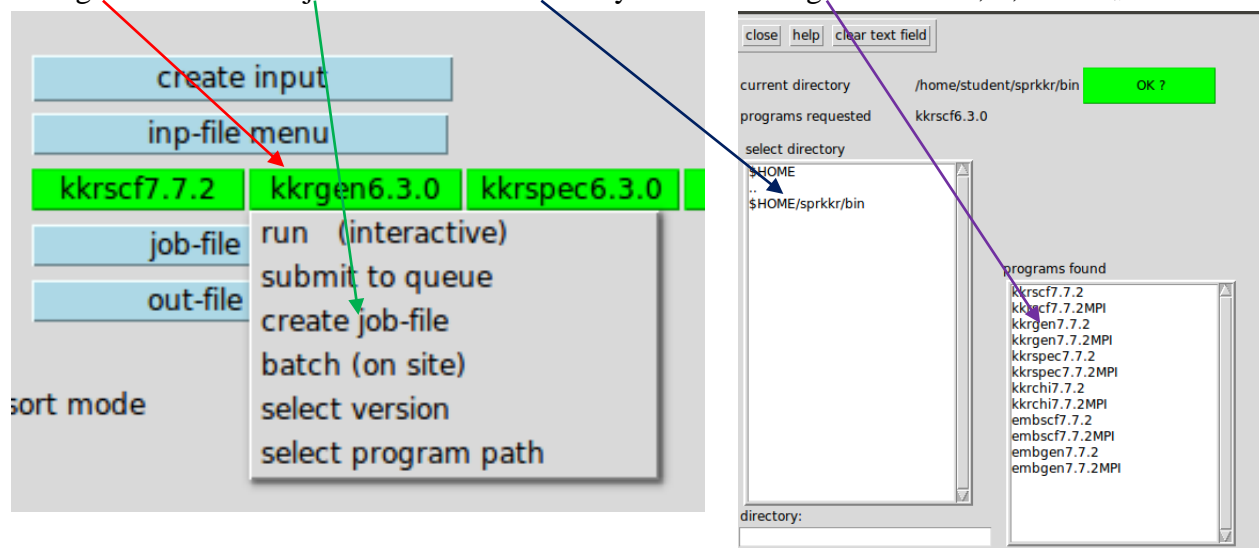 create input
inp-file menu
kkrscf7.7.2 kkrgen6.3.0 kkrspec6.3.0
job-file
out-file
run (interactive)
submit to queue
create job-file
batch (on site)
select version
select program path
sort mode
close help clear text field
current directory /home/student/sprkkr/bin OK ?
programs requested kkrscf6.3.0
select directory
$HOME
..
$HOME/sprkkr/bin
programs found
kkrscf7.7.2
kkrscf7.7.2MPI
kkrgen7.7.2
kkrgen7.7.2MPI
kkrspec7.7.2
kkrspec7.7.2MPI
kkrchi7.7.2
kkrchi7.7.2MPI
embscf7.7.2
embscf7.7.2MPI
embgen7.7.2
embgen7.7.2MPI
directory: